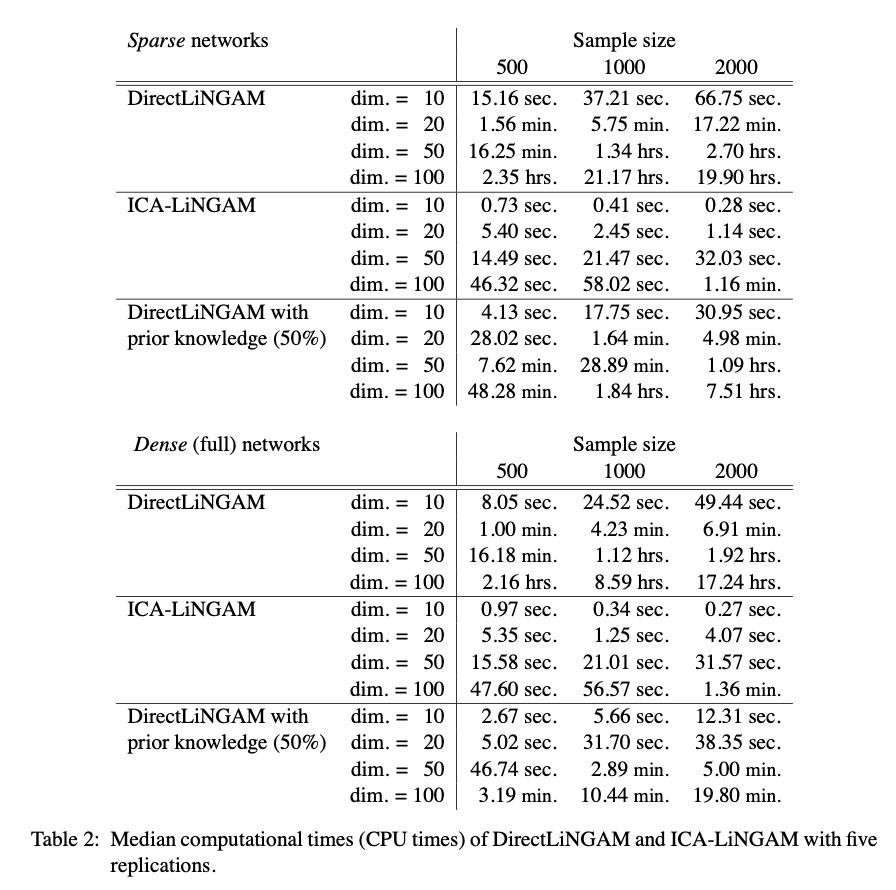 Sparse networks Sample size
500 1000 2000
DirectLiNGAM dim. = 10 15.16 sec. 37.21 sec. 66.75 sec.
dim. = 20 1.56 min. 5.75 min. 17.22 min.
dim. = 50 16.25 min. 1.34 hrs. 2.70 hrs.
dim. = 100 2.35 hrs. 21.17 hrs. 19.90 hrs.
ICA-LiNGAM dim. = 10 0.73 sec. 0.41 sec. 0.28 sec.
dim. = 20 5.40 sec. 2.45 sec. 1.14 sec.
dim. = 50 14.49 sec. 21.47 sec. 32.03 sec.
dim. = 100 46.32 sec. 58.02 sec. 1.16 min.
DirectLiNGAM with dim. = 10 4.13 sec. 17.75 sec. 30.95 sec.
prior knowledge (50%) dim. = 20 28.02 sec. 1.64 min. 4.98 min.
dim. = 50 7.62 min. 28.89 min. 1.09 hrs.
dim. = 100 48.28 min. 1.84 hrs. 7.51 hrs.
Dense (full) networks Sample size
500 1000 2000
DirectLiNGAM dim. = 10 8.05 sec. 24.52 sec. 49.44 sec.
dim. = 20 1.00 min. 4.23 min. 6.91 min.
dim. = 50 16.18 min. 1.12 hrs. 1.92 hrs.
dim. = 100 2.16 hrs. 8.59 hrs. 17.24 hrs.
ICA-LiNGAM dim. = 10 0.97 sec. 0.34 sec. 0.27 sec.
dim. = 20 5.35 sec. 1.25 sec. 4.07 sec.
dim. = 50 15.58 sec. 21.01 sec. 31.57 sec.
dim. = 100 47.60 sec. 56.57 sec. 1.36 min.
DirectLiNGAM with dim. = 10 2.67 sec. 5.66 sec. 12.31 sec.
prior knowledge (50%) dim. = 20 5.02 sec. 31.70 sec. 38.35 sec.
dim. = 50 46.74 sec. 2.89 min. 5.00 min.
dim. = 100 3.19 min. 10.44 min. 19.80 min.
Table 2: Median computational times (CPU times) of DirectLiNGAM and ICA-LiNGAM with five
replications.